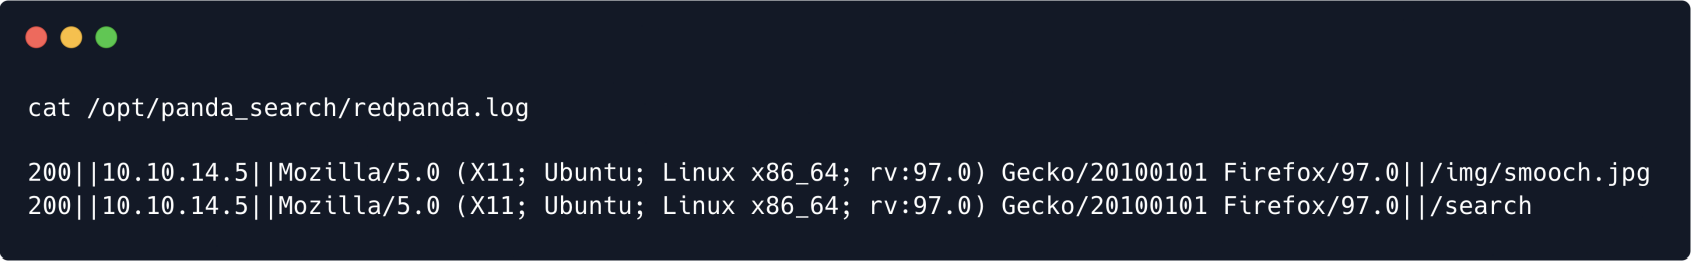 cat /opt/panda_search/redpanda.log
200||10.10.14.5||Mozilla/5.0 (X11; Ubuntu; Linux x86_64; rv:97.0) Gecko/20100101 Firefox/97.0||/img/smooch.jpg
200||10.10.14.5||Mozilla/5.0 (X11; Ubuntu; Linux x86_64; rv:97.0) Gecko/20100101 Firefox/97.0||/search